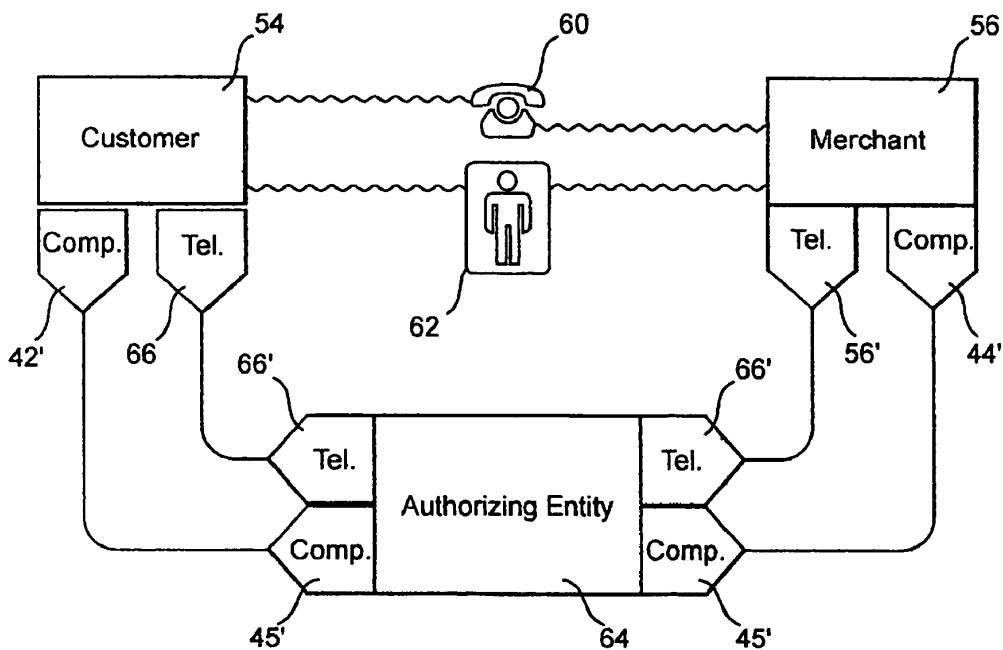 54
60
56
Customer
Merchant
Comp.
Tel.
Tel.
Comp.
42'
66
62
56'
44'
66'
66'
Tel.
Authorizing Entity
Tel.
Comp.
Comp.
45'
64
45'